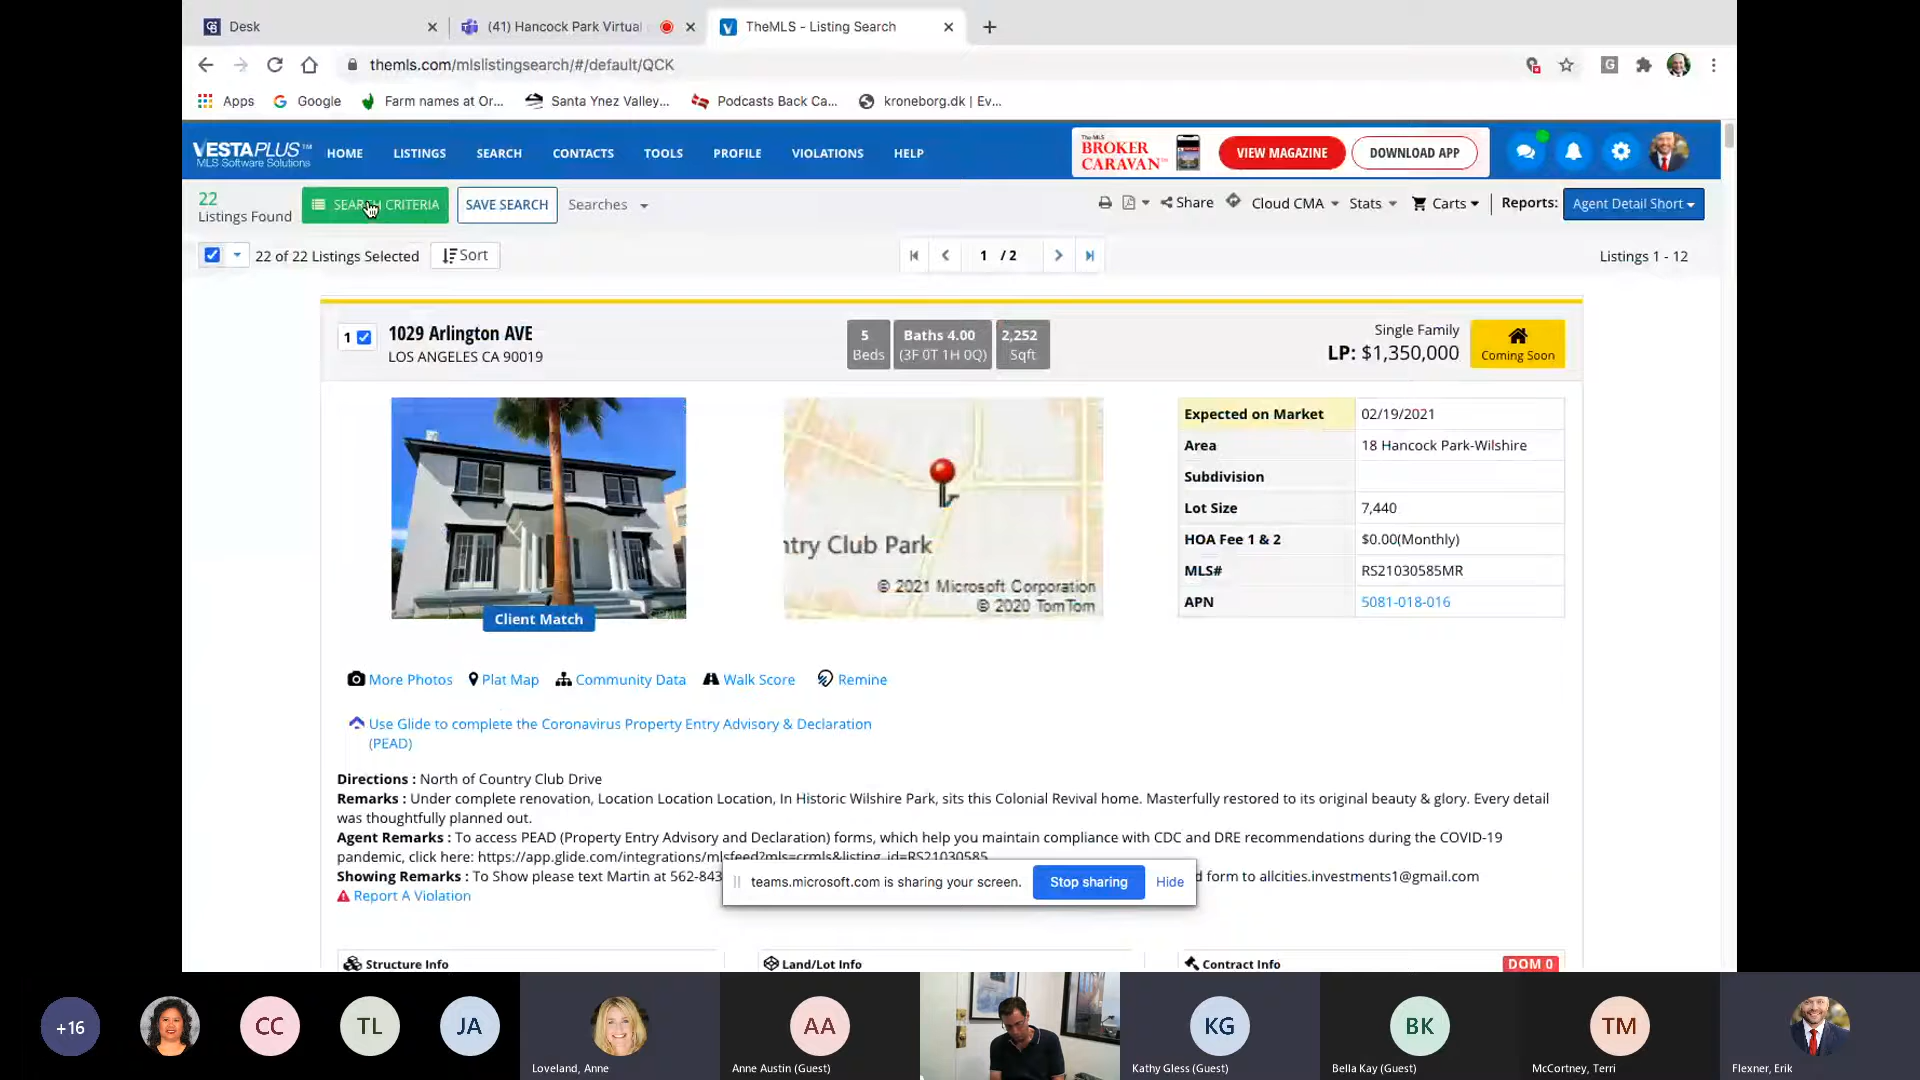 Desk
(41) Hancock Park Virtual
TheMLS - Listing Search
themls.com/mlslistingsearch/#/default/QCK
Apps
Google
Farm names at Or...
Santa Ynez Valley...
Podcasts Back Ca...
kroneborg.dk | Ev...
VESTAPLUS™
MLS Software Solutions
HOME
LISTINGS
SEARCH
CONTACTS
TOOLS
PROFILE
VIOLATIONS
HELP
The MLS
BROKER
CARAVAN™
VIEW MAGAZINE
DOWNLOAD APP
22
Listings Found
SEARCH CRITERIA
SAVE SEARCH
Searches
Share
Cloud CMA
Stats
Carts
Reports:
Agent Detail Short
22 of 22 Listings Selected
Sort
1 / 2
Listings 1 - 12
1
1029 Arlington AVE
LOS ANGELES CA 90019
5
Beds
Baths 4.00
(3F 0T 1H 0Q)
2,252
Sqft
Single Family
LP: $1,350,000
Coming Soon
ntry Club Park
© 2021 Microsoft Corporation
© 2020 TomTom
Client Match
Expected on Market 02/19/2021
Area 18 Hancock Park-Wilshire
Subdivision
Lot Size 7,440
HOA Fee 1 & 2 $0.00(Monthly)
MLS# RS21030585MR
APN 5081-018-016
More Photos
Plat Map
Community Data
Walk Score
Remine
Use Glide to complete the Coronavirus Property Entry Advisory & Declaration
(PEAD)
Directions : North of Country Club Drive
Remarks : Under complete renovation, Location Location Location, In Historic Wilshire Park, sits this Colonial Revival home. Masterfully restored to its original beauty & glory. Every detail
was thoughtfully planned out.
Agent Remarks : To access PEAD (Property Entry Advisory and Declaration) forms, which help you maintain compliance with CDC and DRE recommendations during the COVID-19
pandemic, click here: https://app.glide.com/integrations/mlsfeed?mls=crmls&listing_id=RS21030585
Showing Remarks : To Show please text Martin at 562-843
d form to allcities.investments1@gmail.com
teams.microsoft.com is sharing your screen.
Stop sharing
Hide
Report A Violation
Structure Info
Land/Lot Info
Contract Info
DOM 0
+16
CC
TL
JA
Loveland, Anne
AA
Anne Austin (Guest)
KG
Kathy Gless (Guest)
BK
Bella Kay (Guest)
TM
McCortney, Terri
Flexner, Erik